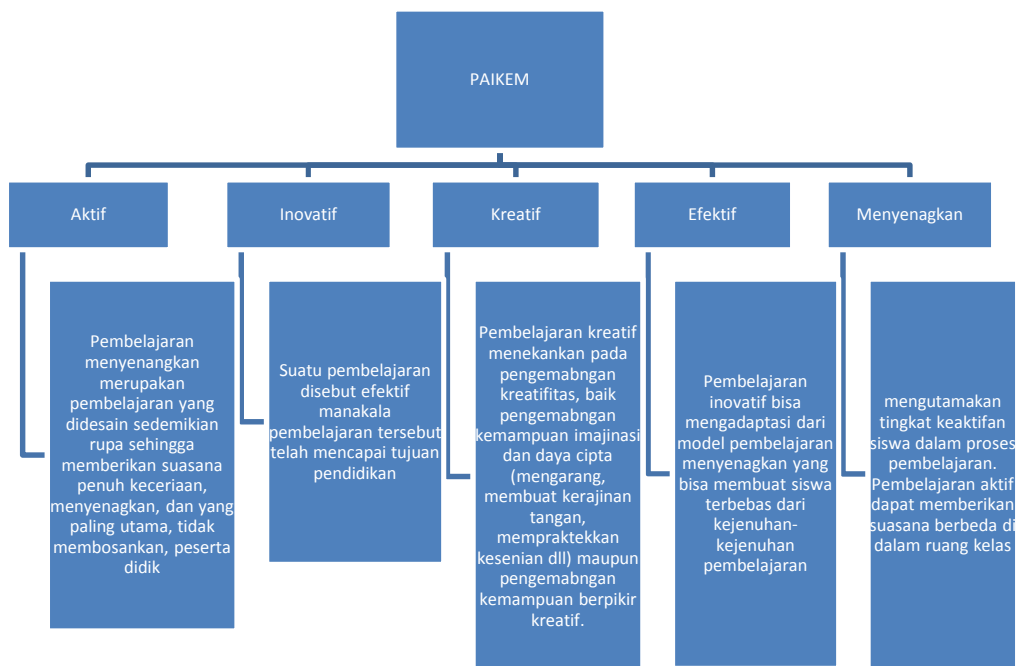 PAIKEM
Aktif
Inovatif
Kreatif
Efektif
Menyenagkan
Pembelajaran
menyenangkan
merupakan
pembelajaran yang
didesain sedemikian
rupa sehingga
memberikan suasana
penuh keceriaan,
menyenagkan, dan yang
paling utama, tidak
membosankan, peserta
didik
Suatu pembelajaran
disebut efektif
manakala
pembelajaran tersebut
telah mencapai tujuan
pendidikan
Pembelajaran kreatif
menekankan pada
pengemabngan
kreatifitas, baik
pengemabngan
kemampuan imajinasi
dan daya cipta
(mengarang,
membuat kerajinan
tangan,
mempraktekkan
kesenian dll) maupun
pengemabngan
kemampuan berpikir
kreatif.
Pembelajaran
inovatif bisa
mengadaptasi dari
model pembelajaran
menyenagkan yang
bisa membuat siswa
terbebas dari
kejenuhan-
kejenuhan
pembelajaran
mengutamakan
tingkat keaktifan
siswa dalam proses
pembelajaran.
Pembelajaran aktif
dapat memberikan
suasana berbeda di
dalam ruang kelas